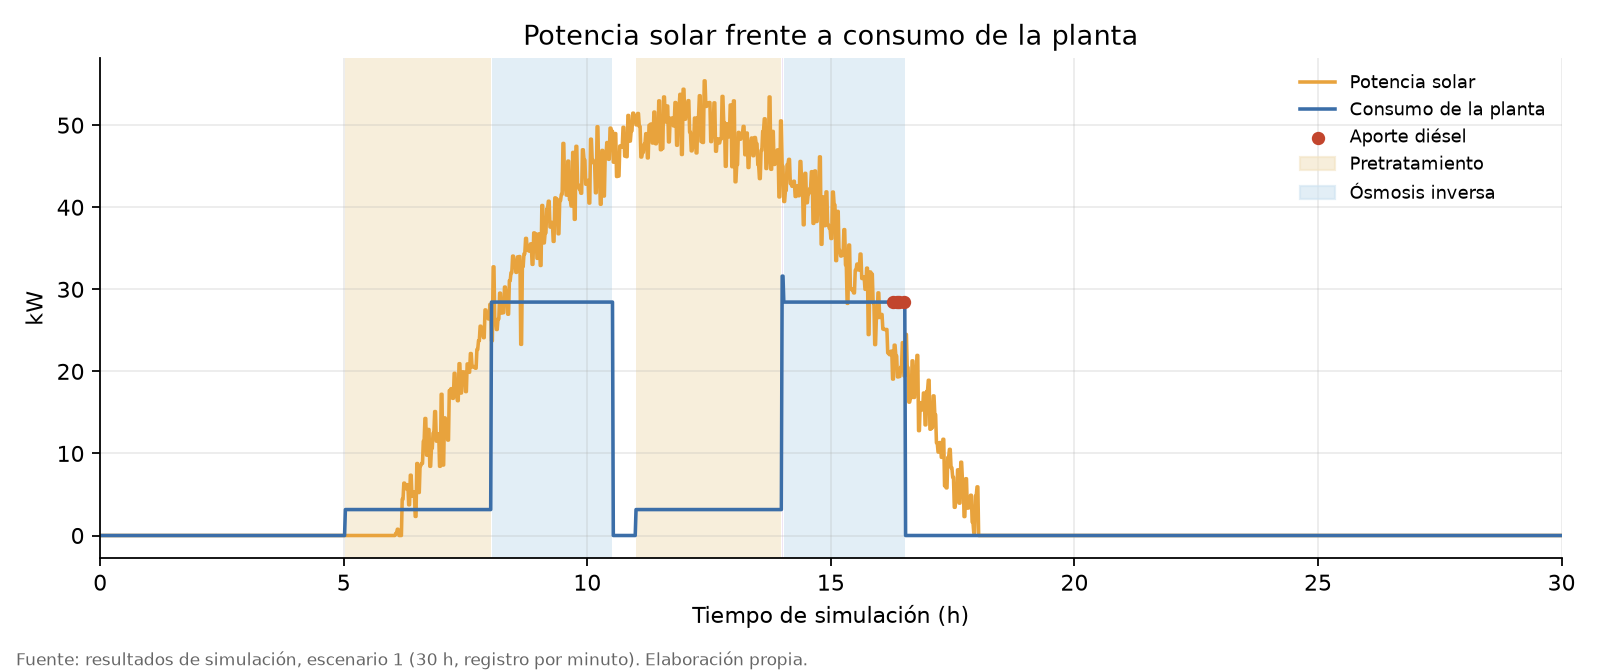 Potencia solar frente a consumo de la planta
Potencia solar
Consumo de la planta
Aporte diésel
Pretratamiento
Ósmosis inversa
kW
50
40
30
20
10
0
0 5 10 15 20 25 30
Tiempo de simulación (h)
Fuente: resultados de simulación, escenario 1 (30 h, registro por minuto). Elaboración propia.